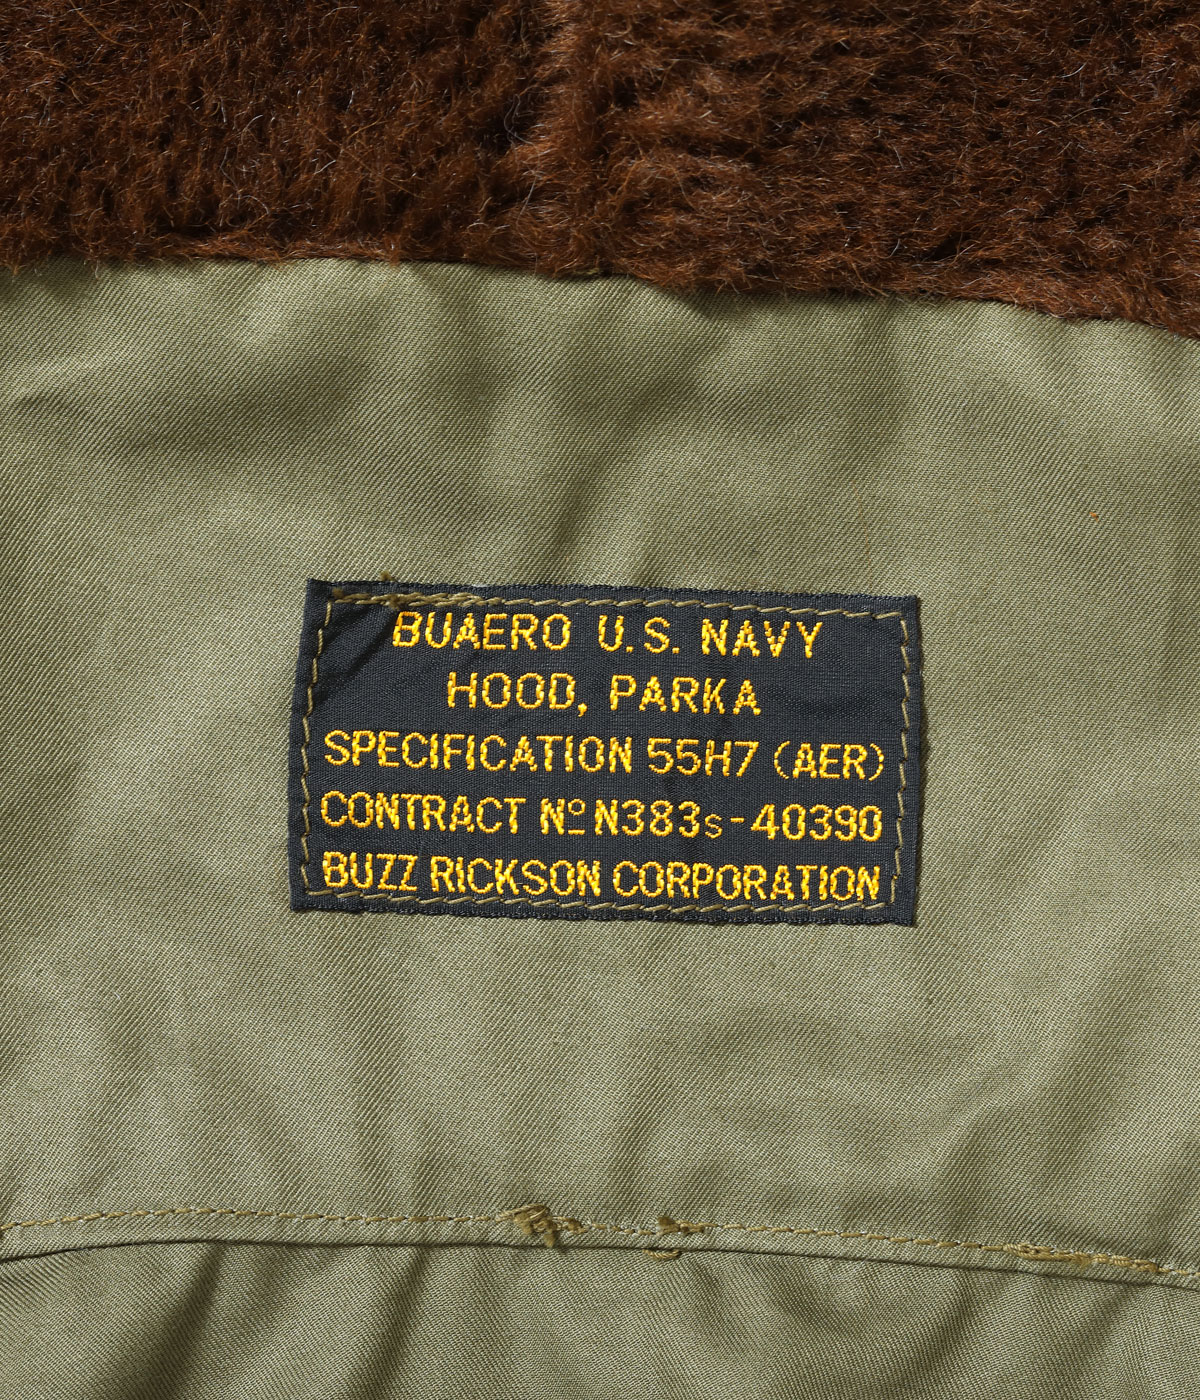 BUAERO U.S. NAVY
HOOD, PARKA
SPECIFICATION 55H7 (AER)
CONTRACT Nº N383s-40390
BUZZ RICKSON CORPORATION